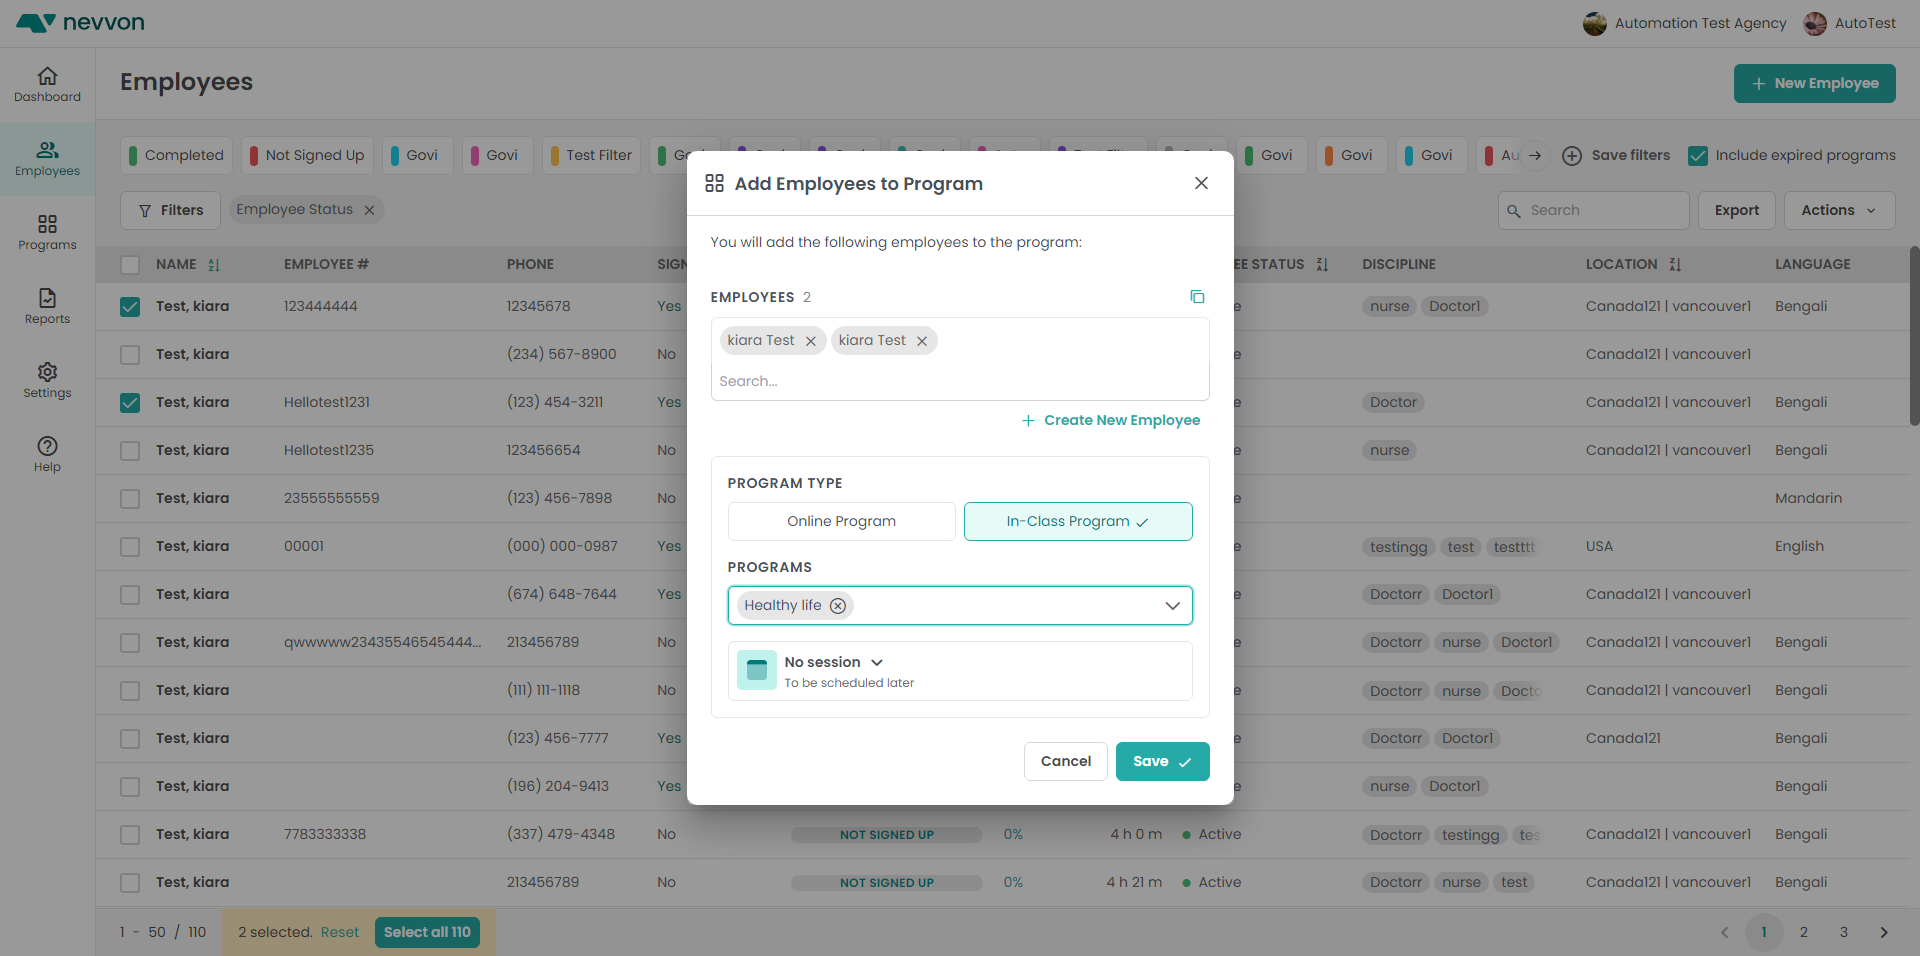 nevvon
Automation Test Agency
AutoTest
Dashboard
Employees
Programs
Reports
Settings
Help
Employees
New Employee
Completed
Not Signed Up
Govi
Govi
Test Filter
Govi
Govi
Govi
Save filters
Include expired programs
Filters
Employee Status
Search
Export
Actions
NAME EMPLOYEE # PHONE SIGN EE STATUS DISCIPLINE LOCATION LANGUAGE
Test, kiara 123444444 12345678 Yes e nurse Doctor1 Canada121 | vancouver1 Bengali
Test, kiara (234) 567-8900 No e Canada121 | vancouver1
Test, kiara Hellotest1231 (123) 454-3211 Yes e Doctor Canada121 | vancouver1 Bengali
Test, kiara Hellotest1235 123456654 No e nurse Canada121 | vancouver1 Bengali
Test, kiara 23555555559 (123) 456-7898 No e Mandarin
Test, kiara 00001 (000) 000-0987 Yes e testingg test testttt USA English
Test, kiara (674) 648-7644 Yes e Doctorr Doctor1 Canada121 | vancouver1
Test, kiara qwwwww23435546545444... 213456789 No e Doctorr nurse Doctor1 Canada121 | vancouver1 Bengali
Test, kiara (111) 111-1118 No e Doctorr nurse Docto Canada121 | vancouver1 Bengali
Test, kiara (123) 456-7777 Yes e Doctorr Doctor1 Canada121 Bengali
Test, kiara (196) 204-9413 Yes e nurse Doctor1 Bengali
Test, kiara 7783333338 (337) 479-4348 No NOT SIGNED UP 0% 4 h 0 m Active Doctorr testingg tes Canada121 | vancouver1 Bengali
Test, kiara 213456789 No NOT SIGNED UP 0% 4 h 21 m Active Doctorr nurse test Canada121 | vancouver1 Bengali
1 - 50 / 110
2 selected. Reset
Select all 110
1 2 3
Add Employees to Program
You will add the following employees to the program:
EMPLOYEES 2
kiara Test
kiara Test
Search...
Create New Employee
PROGRAM TYPE
Online Program
In-Class Program
PROGRAMS
Healthy life
No session
To be scheduled later
Cancel
Save